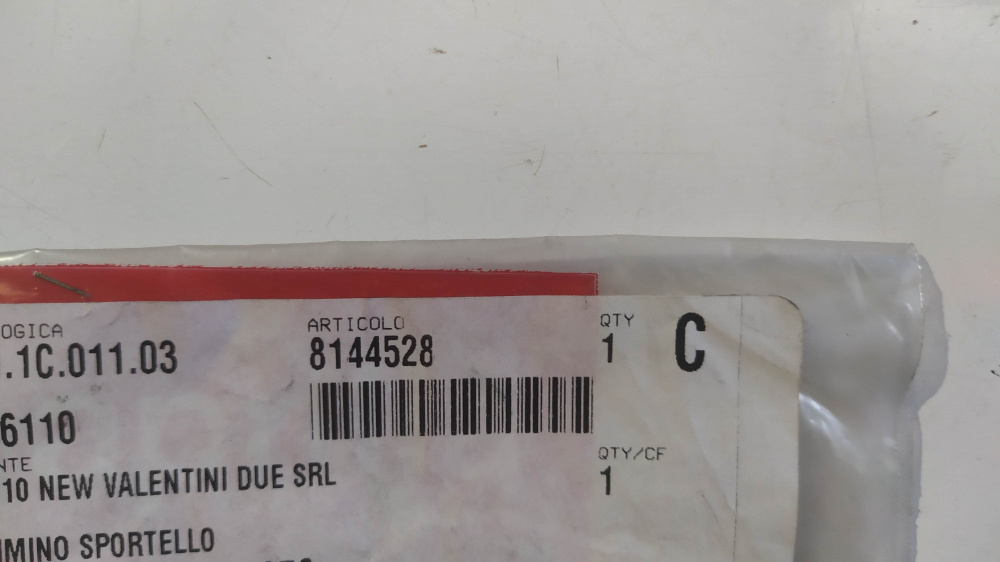 OGICA ARTICOLO QTY C
.1C.011.03 8144528 1
6110
NTE QTY/CF
10 NEW VALENTINI DUE SRL 1
IMINO SPORTELLO